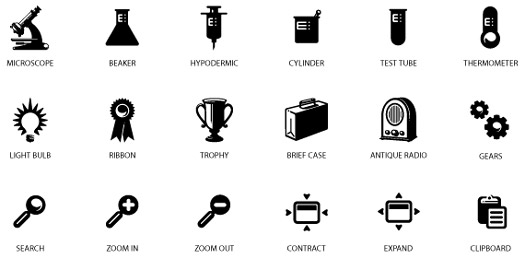 MICROSCOPE BEAKER HYPODERMIC CYLINDER TEST TUBE THERMOMETER
LIGHT BULB RIBBON TROPHY BRIEF CASE ANTIQUE RADIO GEARS
SEARCH ZOOM IN ZOOM OUT CONTRACT EXPAND CLIPBOARD